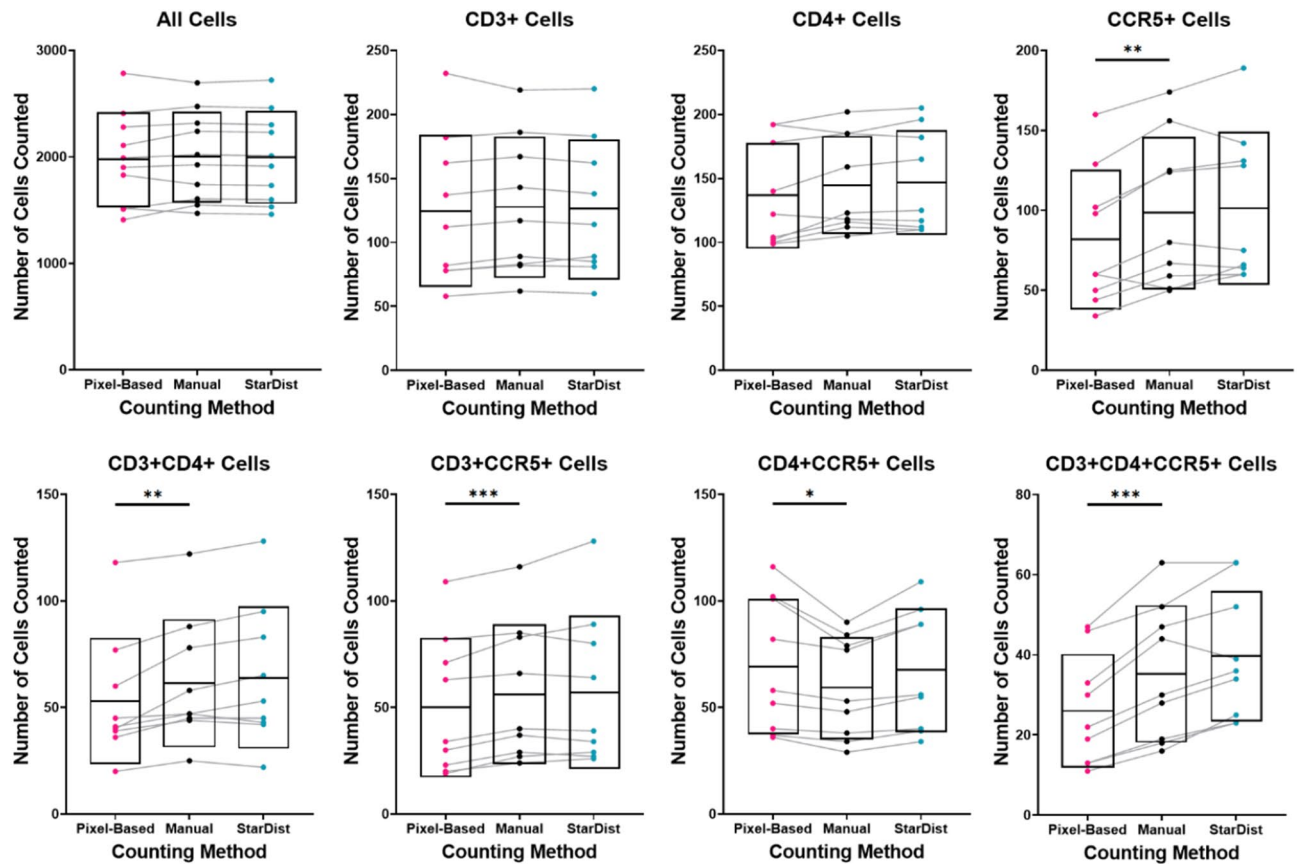 All Cells
Number of Cells Counted
3000
2000
1000
0
Pixel-Based Manual StarDist
Counting Method
CD3+ Cells
Number of Cells Counted
250
200
150
100
50
0
Pixel-Based Manual StarDist
Counting Method
CD4+ Cells
Number of Cells Counted
250
200
150
100
50
0
Pixel-Based Manual StarDist
Counting Method
CCR5+ Cells
Number of Cells Counted
200
150
100
50
0
**
Pixel-Based Manual StarDist
Counting Method
CD3+CD4+ Cells
Number of Cells Counted
150
100
50
0
**
Pixel-Based Manual StarDist
Counting Method
CD3+CCR5+ Cells
Number of Cells Counted
150
100
50
0
***
Pixel-Based Manual StarDist
Counting Method
CD4+CCR5+ Cells
Number of Cells Counted
150
100
50
0
*
Pixel-Based Manual StarDist
Counting Method
CD3+CD4+CCR5+ Cells
Number of Cells Counted
80
60
40
20
0
***
Pixel-Based Manual StarDist
Counting Method